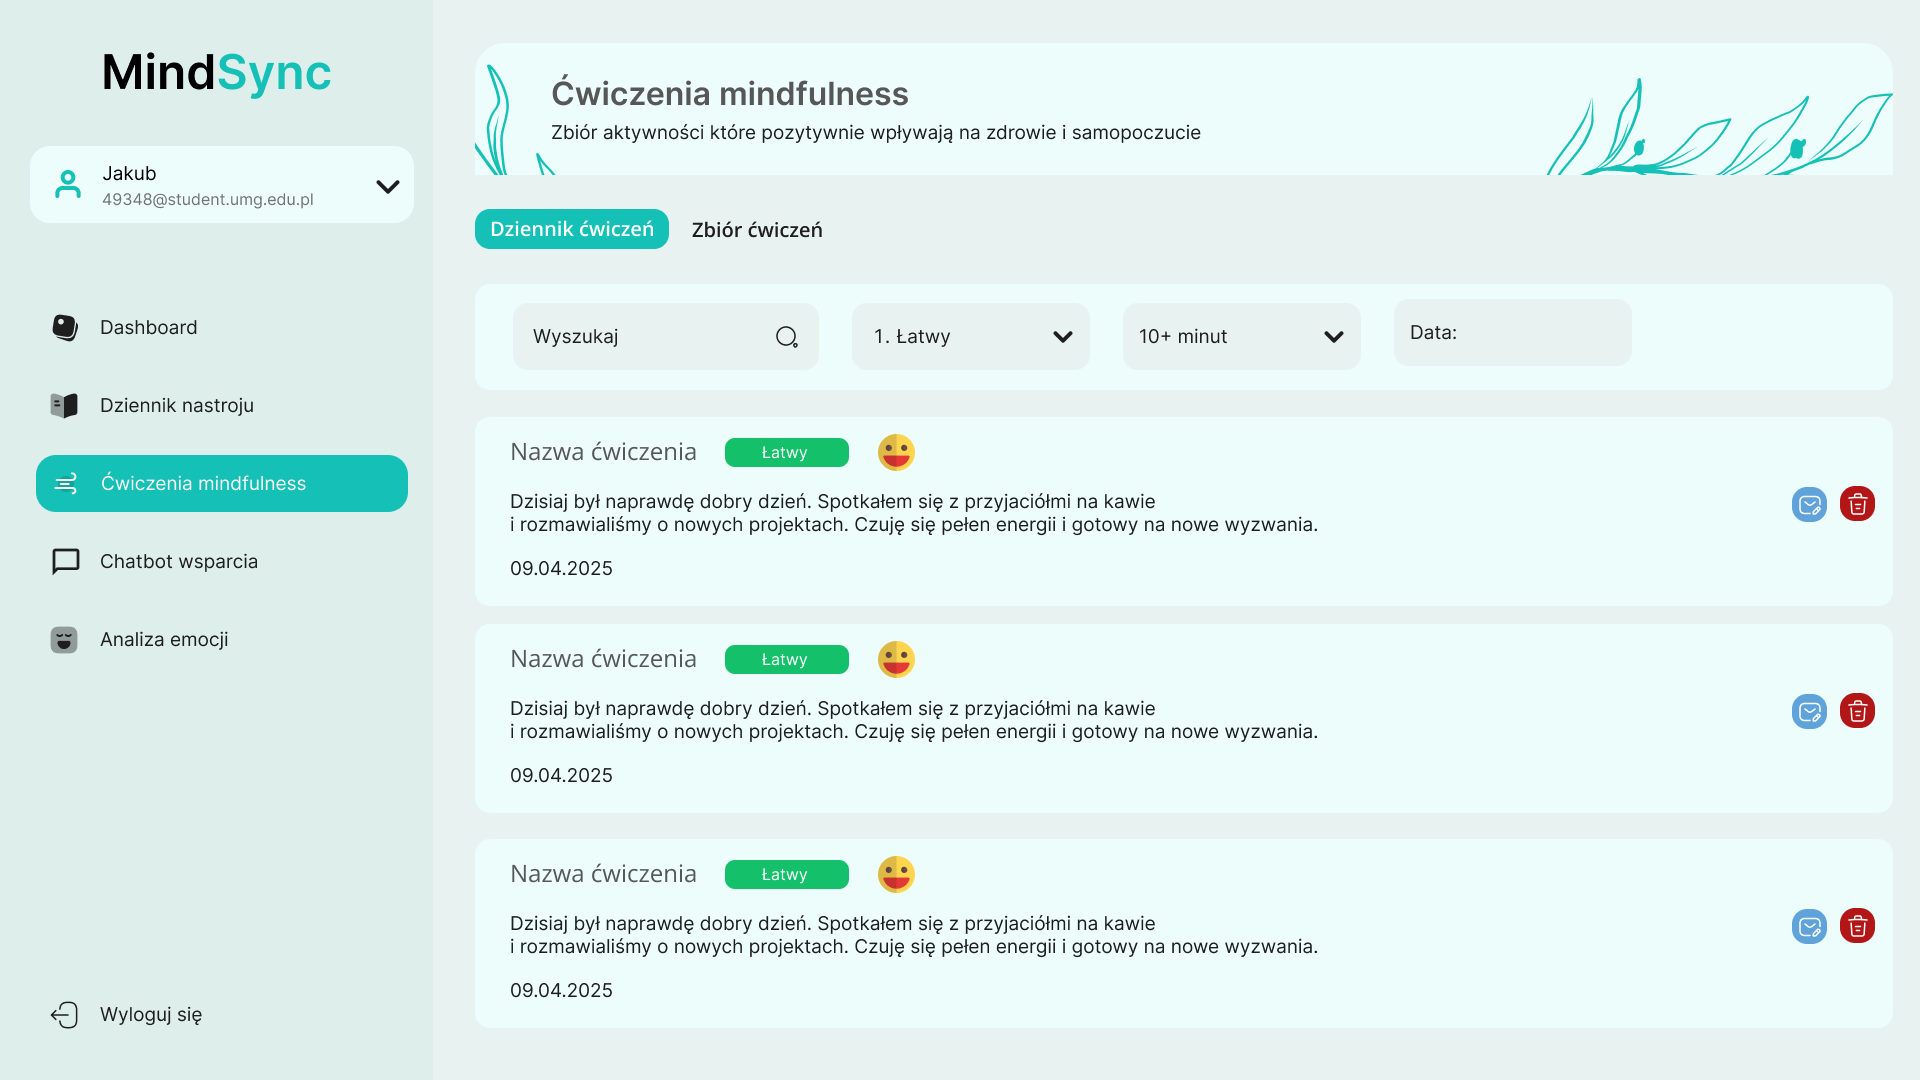 MindSync
Jakub
49348@student.umg.edu.pl
Dashboard
Dziennik nastroju
Ćwiczenia mindfulness
Chatbot wsparcia
Analiza emocji
Wyloguj się
Ćwiczenia mindfulness
Zbiór aktywności które pozytywnie wpływają na zdrowie i samopoczucie
Dziennik ćwiczeń
Zbiór ćwiczeń
Wyszukaj
1. Łatwy
10+ minut
Data:
Nazwa ćwiczenia
Łatwy
Dzisiaj był naprawdę dobry dzień. Spotkałem się z przyjaciółmi na kawie
i rozmawialiśmy o nowych projektach. Czuję się pełen energii i gotowy na nowe wyzwania.
09.04.2025
Nazwa ćwiczenia
Łatwy
Dzisiaj był naprawdę dobry dzień. Spotkałem się z przyjaciółmi na kawie
i rozmawialiśmy o nowych projektach. Czuję się pełen energii i gotowy na nowe wyzwania.
09.04.2025
Nazwa ćwiczenia
Łatwy
Dzisiaj był naprawdę dobry dzień. Spotkałem się z przyjaciółmi na kawie
i rozmawialiśmy o nowych projektach. Czuję się pełen energii i gotowy na nowe wyzwania.
09.04.2025